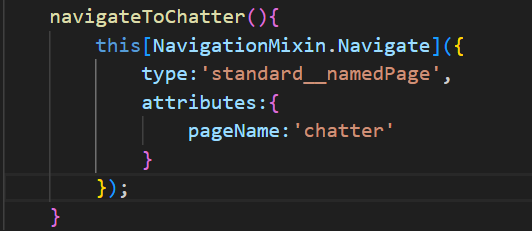 navigateToChatter(){
    this[NavigationMixin.Navigate]({
        type:'standard__namedPage',
        attributes:{
            pageName:'chatter'
        }
    });
}